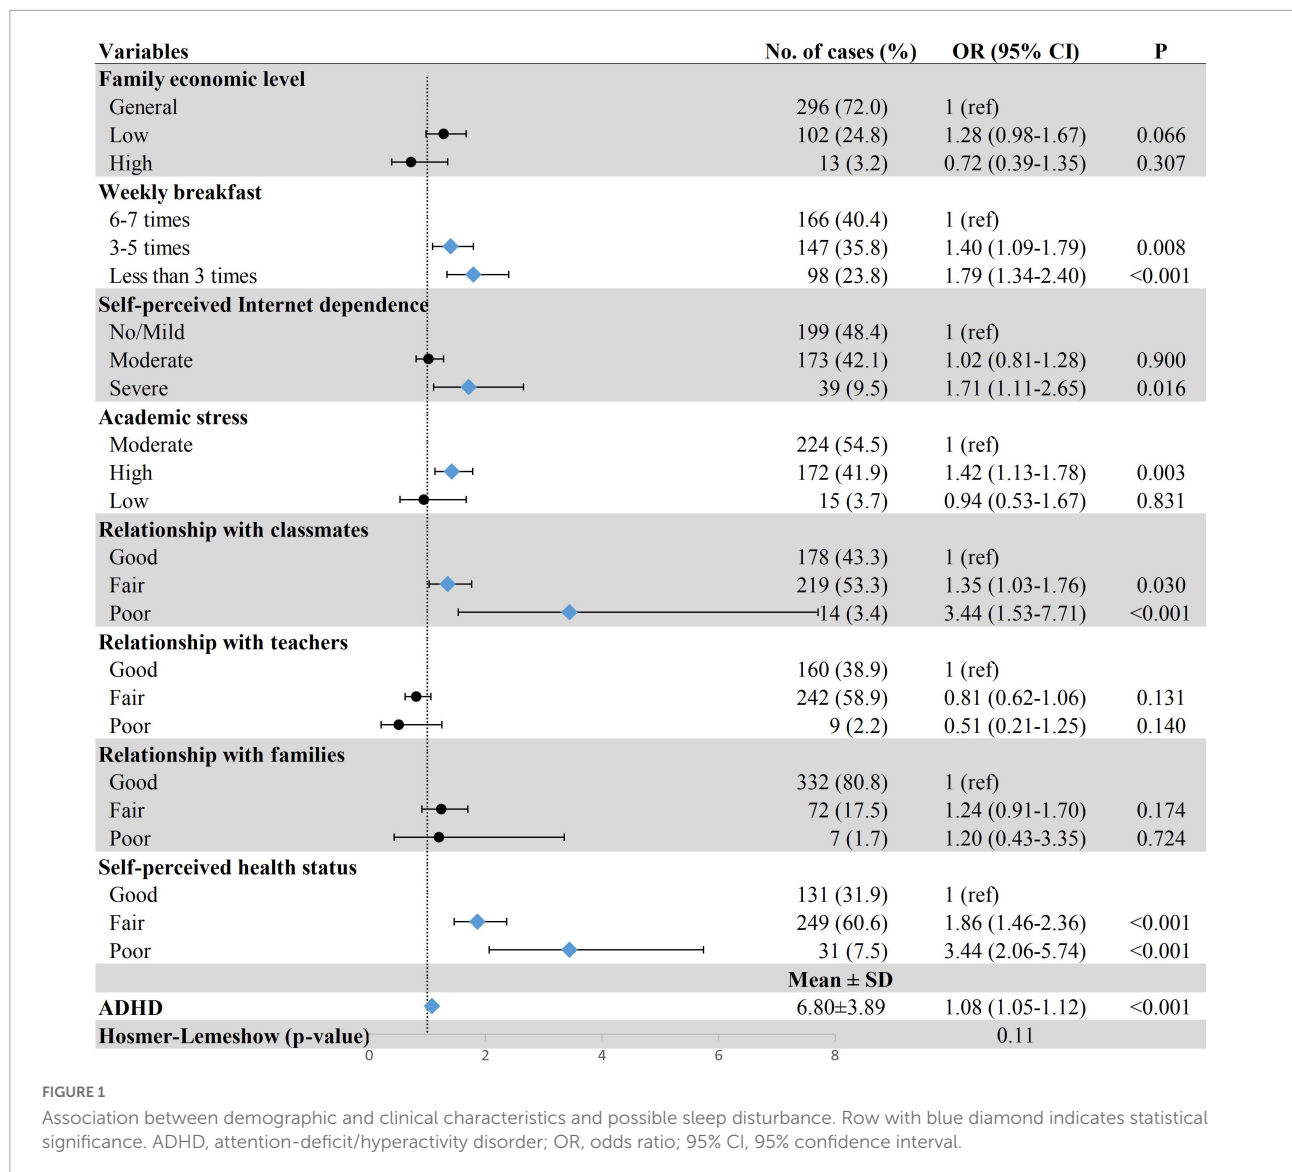 Variables No. of cases (%) OR (95% CI) P
Family economic level
General 296 (72.0) 1 (ref)
Low 102 (24.8) 1.28 (0.98-1.67) 0.066
High 13 (3.2) 0.72 (0.39-1.35) 0.307
Weekly breakfast
6-7 times 166 (40.4) 1 (ref)
3-5 times 147 (35.8) 1.40 (1.09-1.79) 0.008
Less than 3 times 98 (23.8) 1.79 (1.34-2.40) <0.001
Self-perceived Internet dependence
No/Mild 199 (48.4) 1 (ref)
Moderate 173 (42.1) 1.02 (0.81-1.28) 0.900
Severe 39 (9.5) 1.71 (1.11-2.65) 0.016
Academic stress
Moderate 224 (54.5) 1 (ref)
High 172 (41.9) 1.42 (1.13-1.78) 0.003
Low 15 (3.7) 0.94 (0.53-1.67) 0.831
Relationship with classmates
Good 178 (43.3) 1 (ref)
Fair 219 (53.3) 1.35 (1.03-1.76) 0.030
Poor 14 (3.4) 3.44 (1.53-7.71) <0.001
Relationship with teachers
Good 160 (38.9) 1 (ref)
Fair 242 (58.9) 0.81 (0.62-1.06) 0.131
Poor 9 (2.2) 0.51 (0.21-1.25) 0.140
Relationship with families
Good 332 (80.8) 1 (ref)
Fair 72 (17.5) 1.24 (0.91-1.70) 0.174
Poor 7 (1.7) 1.20 (0.43-3.35) 0.724
Self-perceived health status
Good 131 (31.9) 1 (ref)
Fair 249 (60.6) 1.86 (1.46-2.36) <0.001
Poor 31 (7.5) 3.44 (2.06-5.74) <0.001
Mean ± SD
ADHD 6.80±3.89 1.08 (1.05-1.12) <0.001
Hosmer-Lemeshow (p-value) 0.11
0 2 4 6 8
FIGURE 1
Association between demographic and clinical characteristics and possible sleep disturbance. Row with blue diamond indicates statistical
significance. ADHD, attention-deficit/hyperactivity disorder; OR, odds ratio; 95% CI, 95% confidence interval.